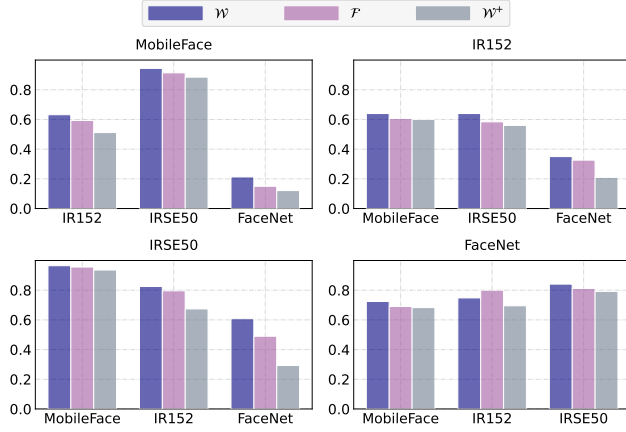 𝒲 ℱ 𝒲⁺
MobileFace
IR152
0.8
0.6
0.4
0.2
0.0
IR152 IRSE50 FaceNet
0.8
0.6
0.4
0.2
0.0
MobileFace IRSE50 FaceNet
IRSE50
FaceNet
0.8
0.6
0.4
0.2
0.0
MobileFace IR152 FaceNet
0.8
0.6
0.4
0.2
0.0
MobileFace IR152 IRSE50